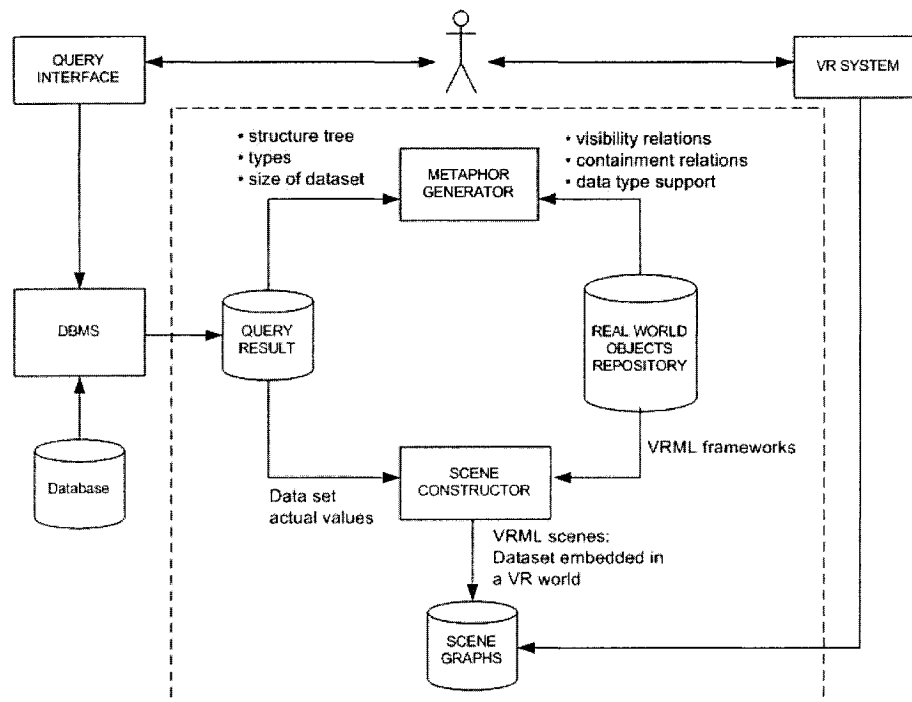 QUERY
INTERFACE
VR SYSTEM
• structure tree
• types
• size of dataset
METAPHOR
GENERATOR
• visibility relations
• containment relations
• data type support
DBMS
QUERY
RESULT
REAL WORLD
OBJECTS
REPOSITORY
Database
Data set
actual values
SCENE
CONSTRUCTOR
VRML frameworks
VRML scenes:
Dataset embedded in
a VR world
SCENE
GRAPHS